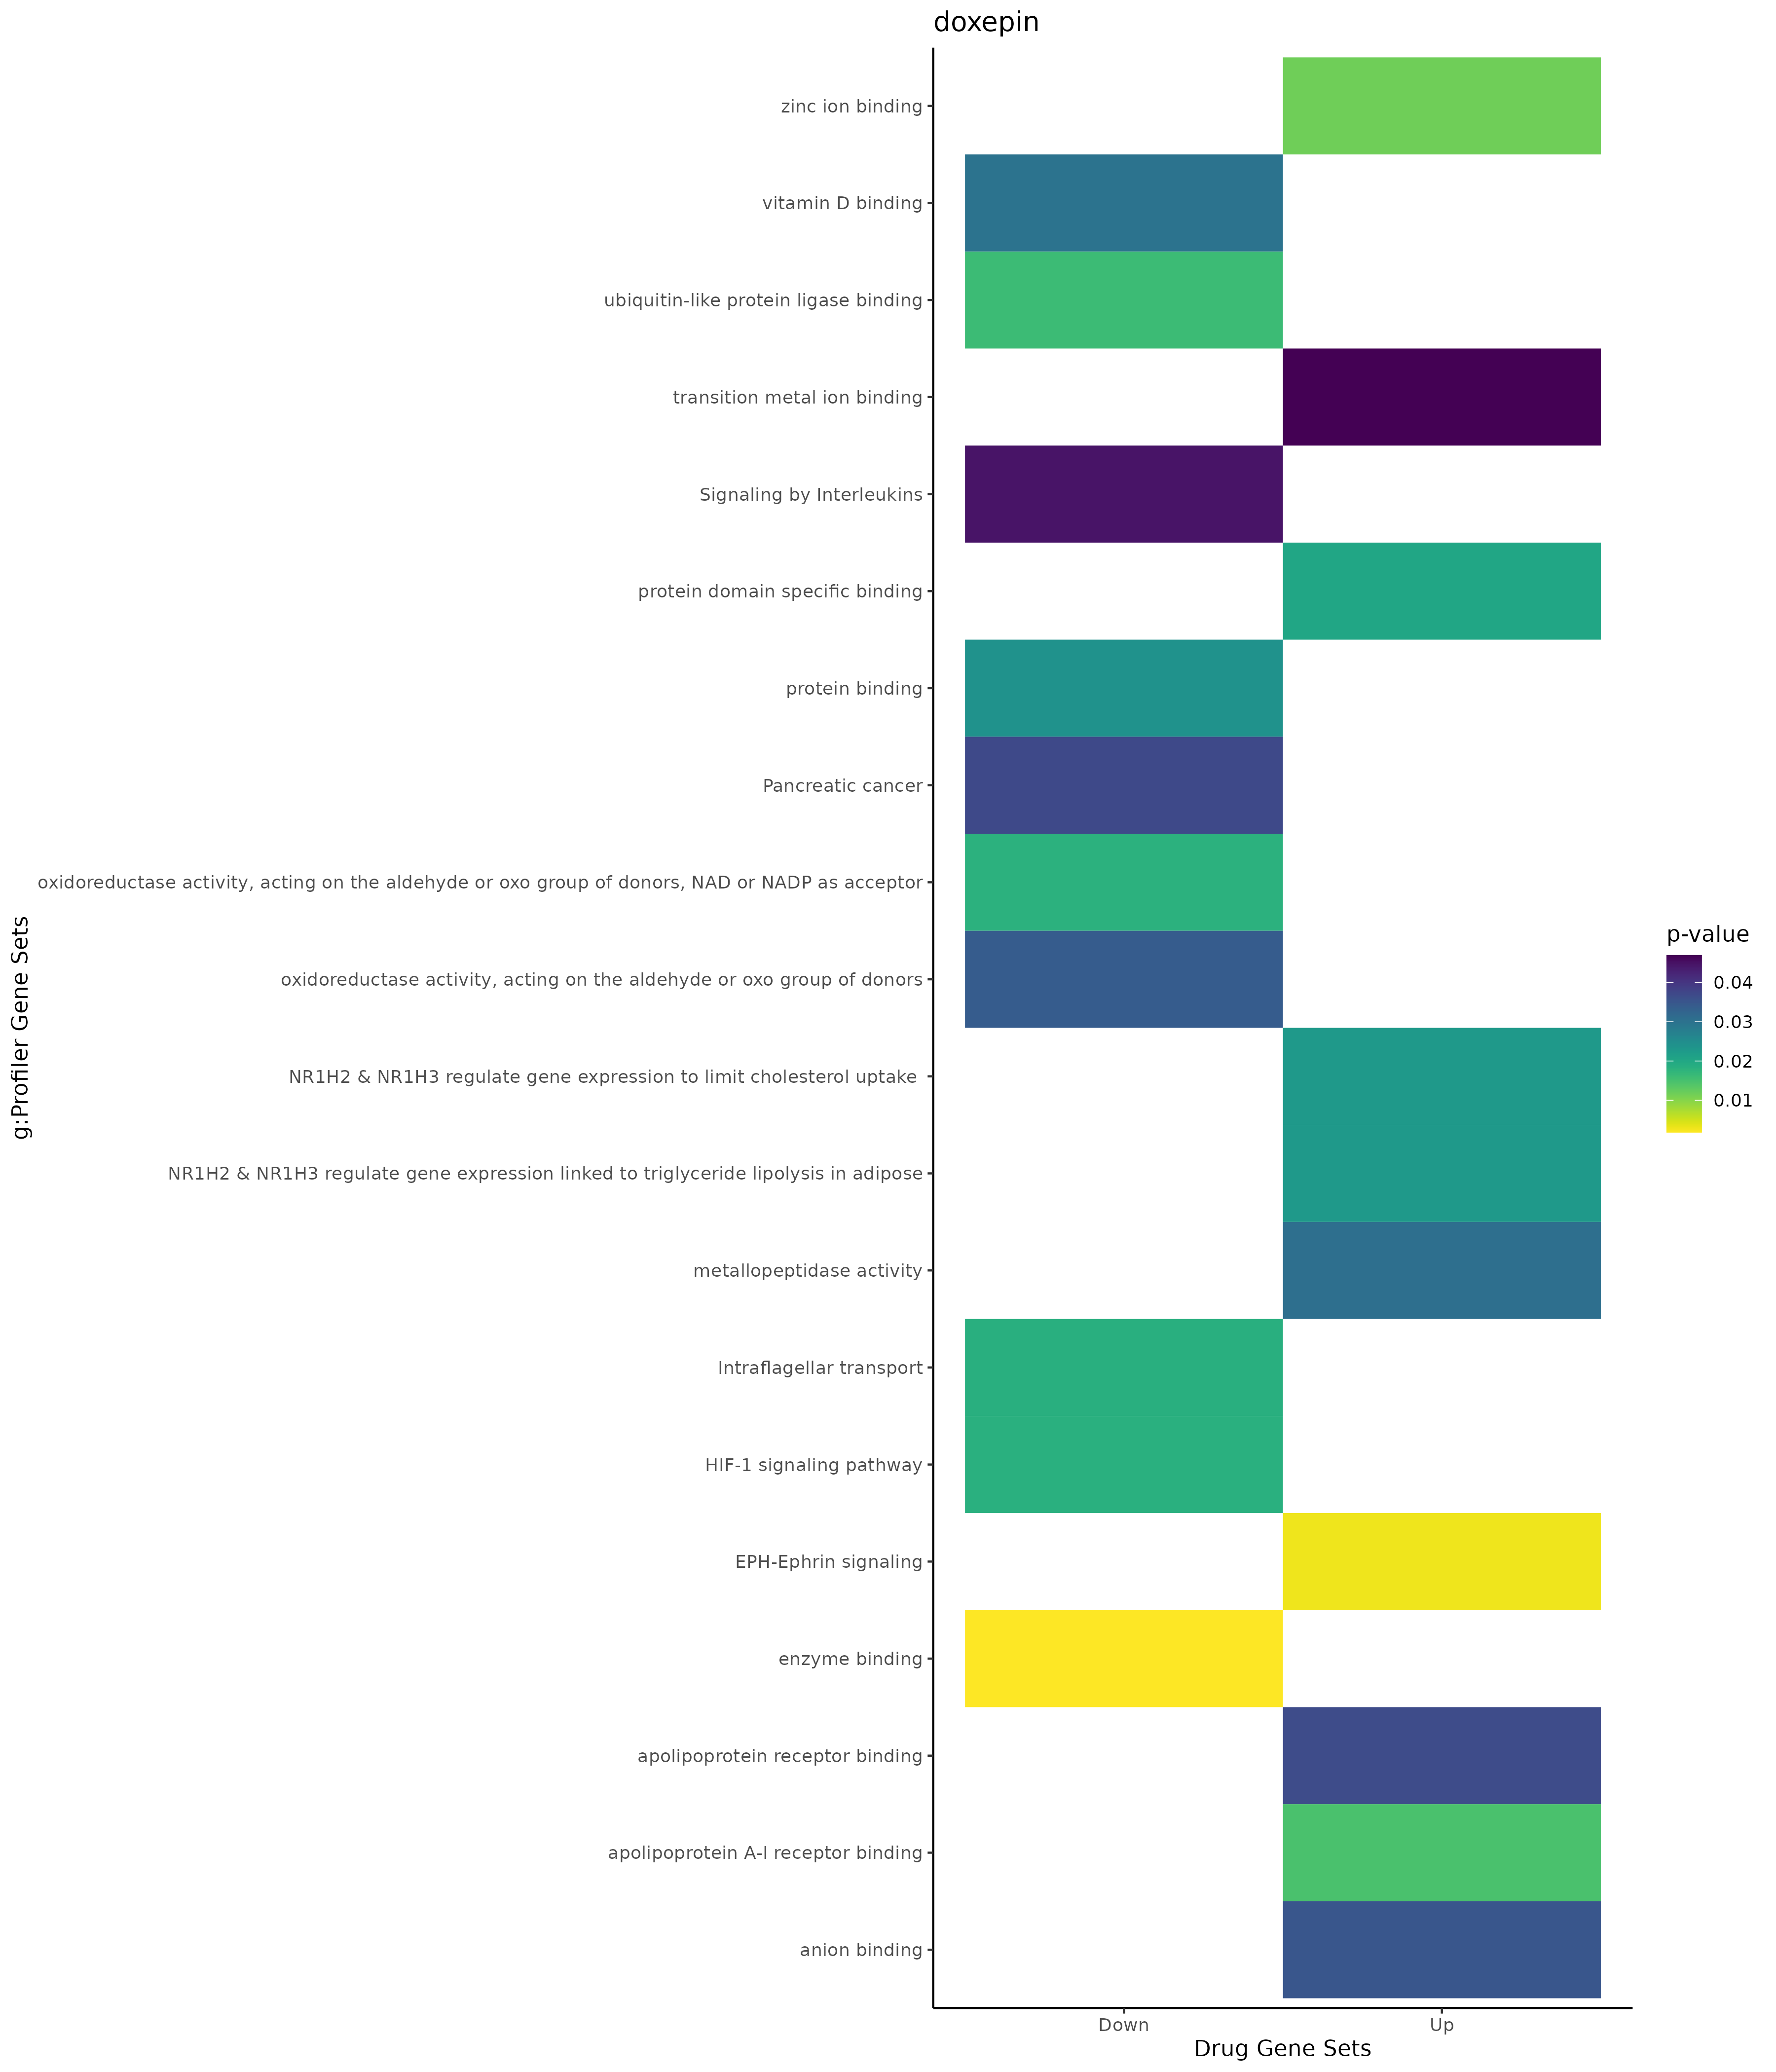 doxepin
zinc ion binding
vitamin D binding
ubiquitin-like protein ligase binding
transition metal ion binding
Signaling by Interleukins
protein domain specific binding
protein binding
Pancreatic cancer
oxidoreductase activity, acting on the aldehyde or oxo group of donors, NAD or NADP as acceptor
oxidoreductase activity, acting on the aldehyde or oxo group of donors
NR1H2 & NR1H3 regulate gene expression to limit cholesterol uptake
NR1H2 & NR1H3 regulate gene expression linked to triglyceride lipolysis in adipose
metallopeptidase activity
Intraflagellar transport
HIF-1 signaling pathway
EPH-Ephrin signaling
enzyme binding
apolipoprotein receptor binding
apolipoprotein A-I receptor binding
anion binding
g:Profiler Gene Sets
Down
Up
Drug Gene Sets
p-value
0.04
0.03
0.02
0.01